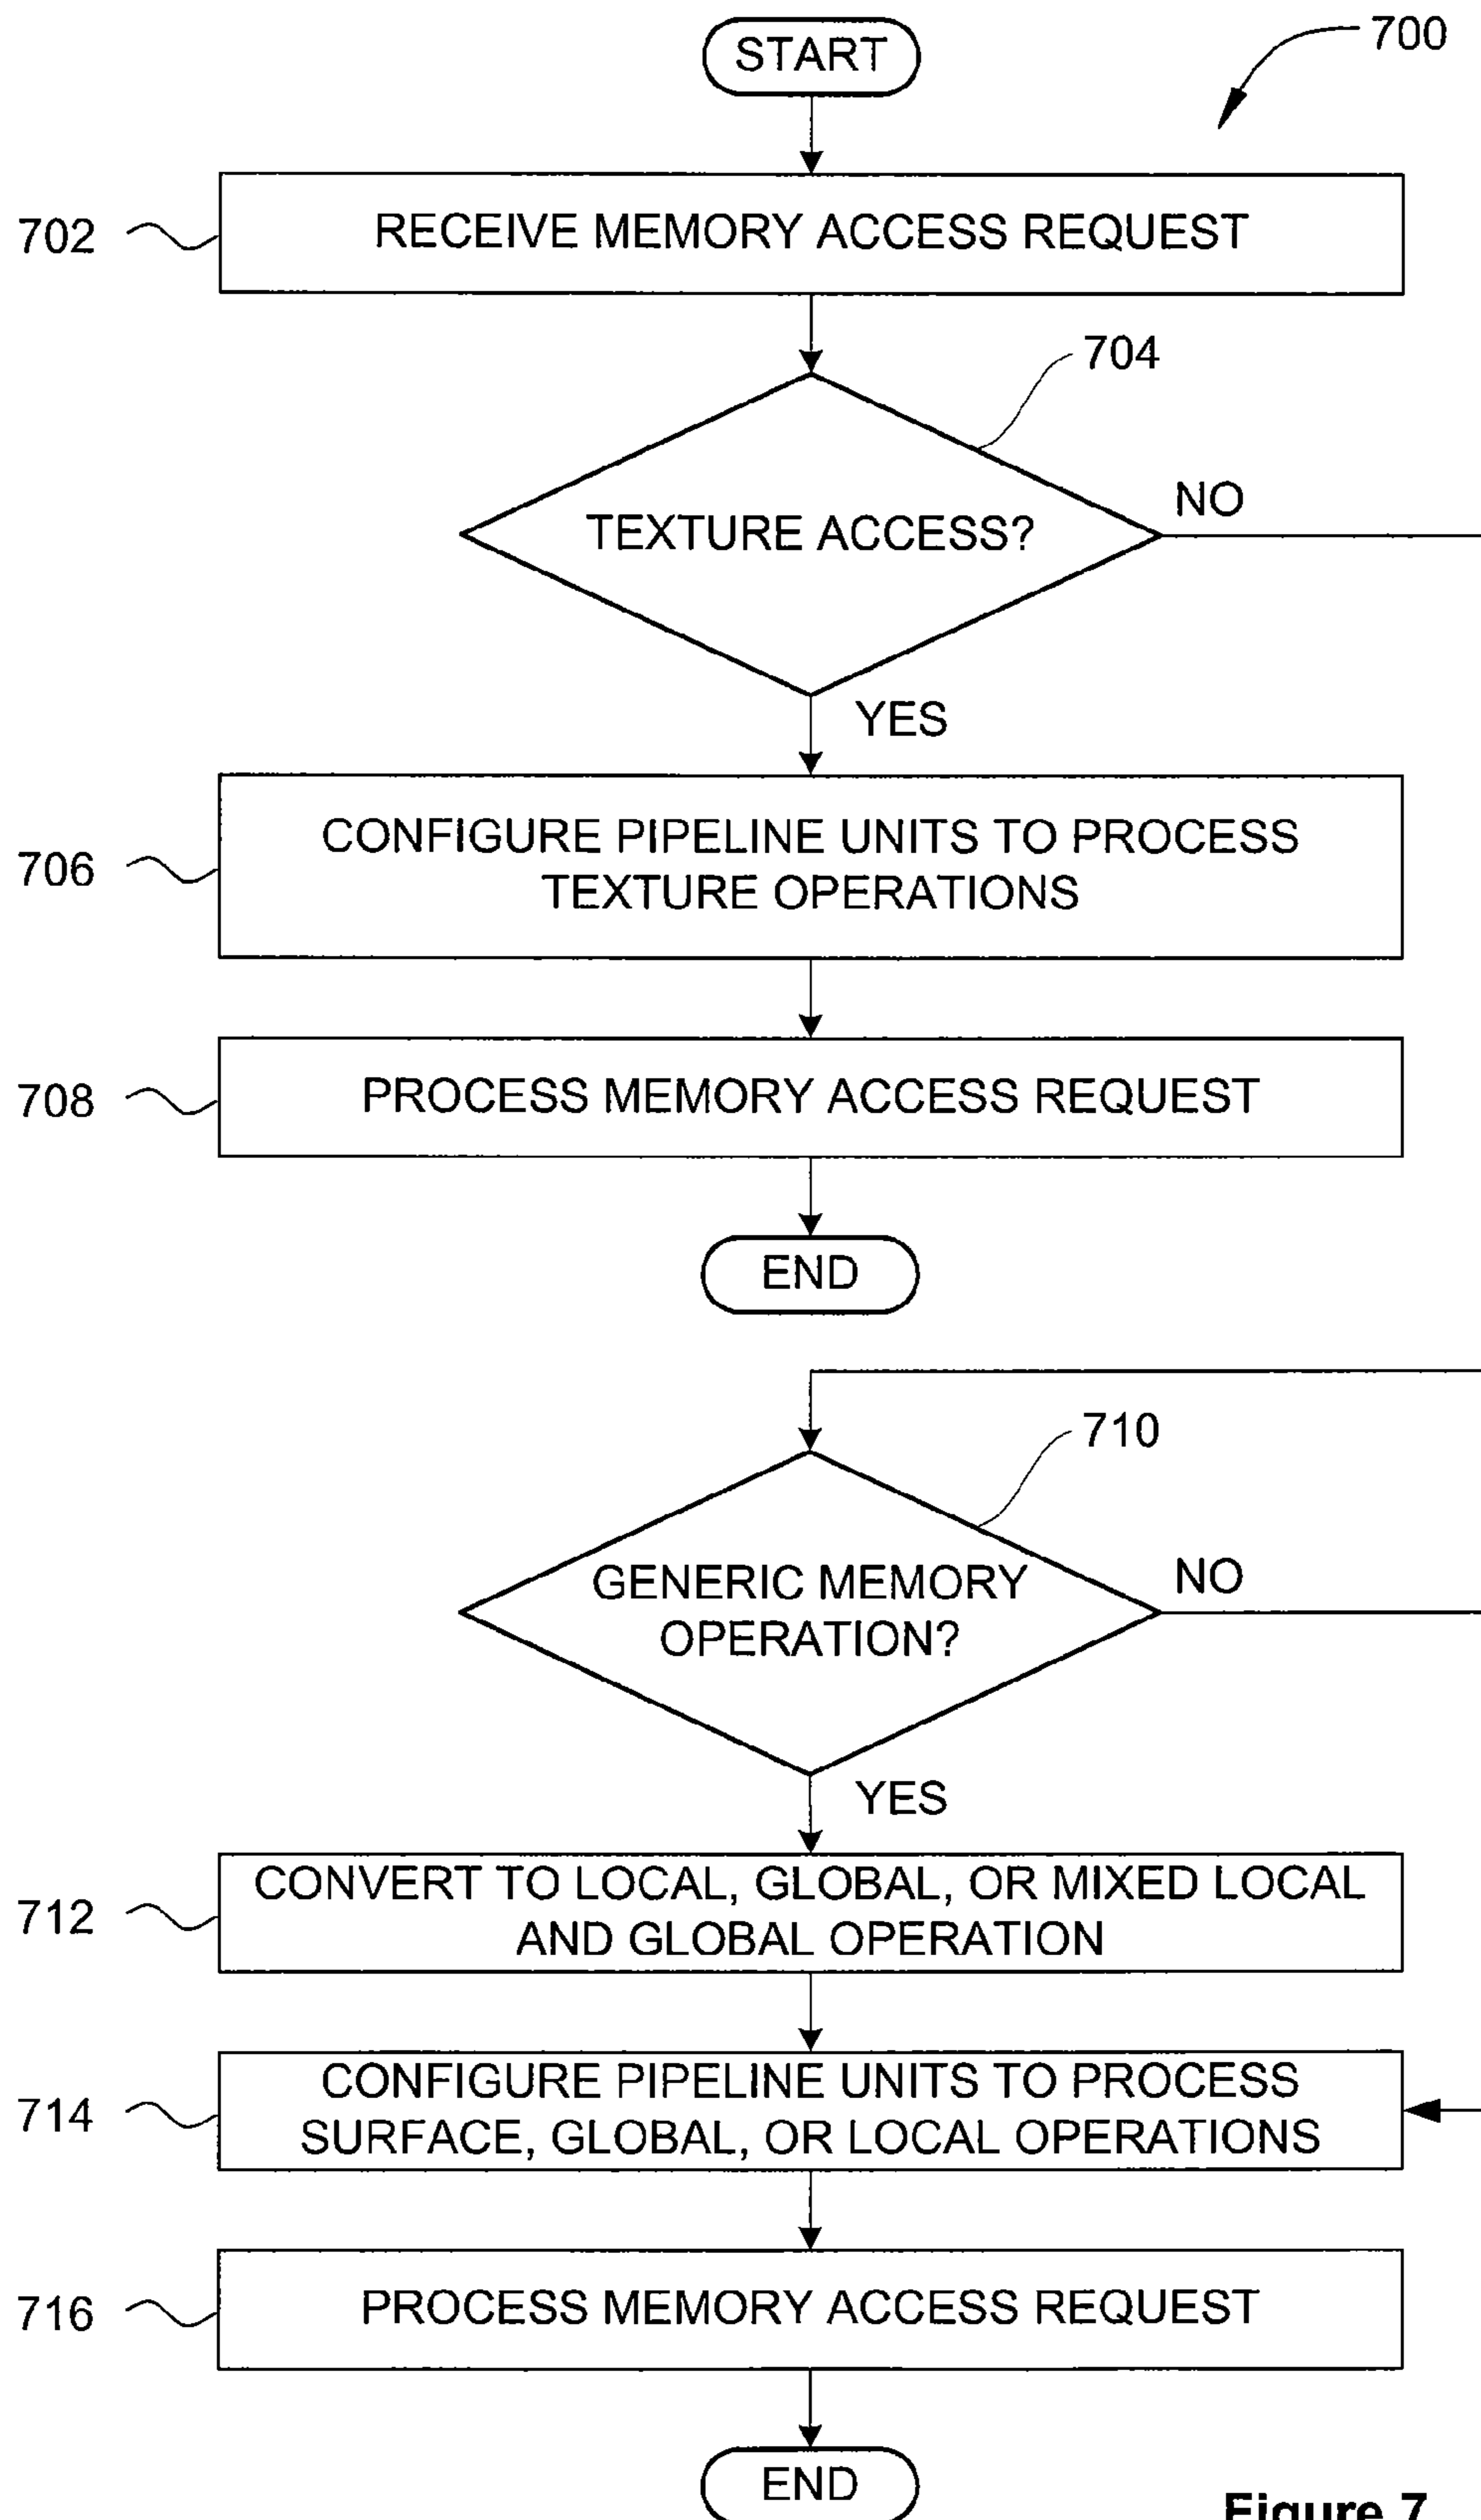 START
700
702
RECEIVE MEMORY ACCESS REQUEST
704
TEXTURE ACCESS?
NO
YES
706
CONFIGURE PIPELINE UNITS TO PROCESS
TEXTURE OPERATIONS
708
PROCESS MEMORY ACCESS REQUEST
END
710
GENERIC MEMORY
OPERATION?
NO
YES
712
CONVERT TO LOCAL, GLOBAL, OR MIXED LOCAL
AND GLOBAL OPERATION
714
CONFIGURE PIPELINE UNITS TO PROCESS
SURFACE, GLOBAL, OR LOCAL OPERATIONS
716
PROCESS MEMORY ACCESS REQUEST
END
Figure 7